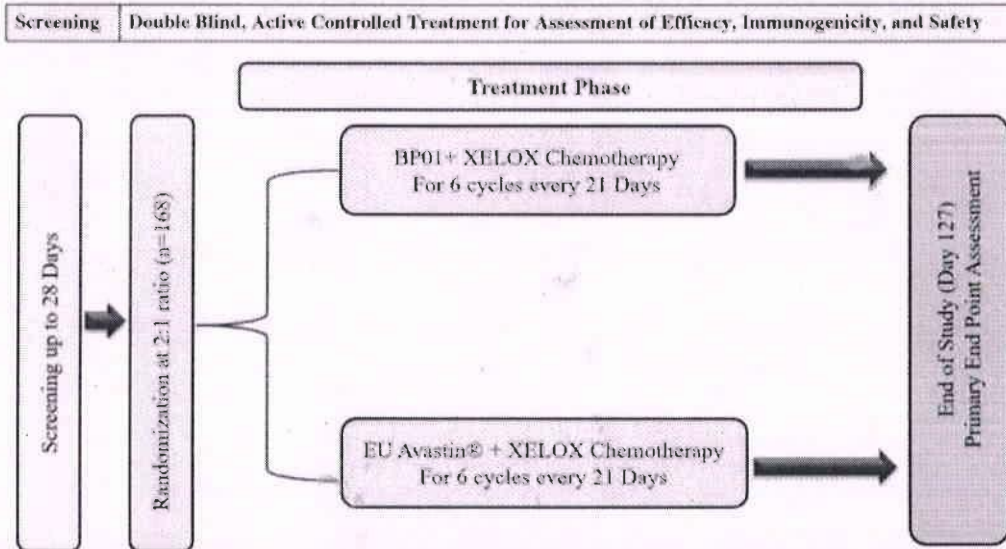 Screening
Double Blind, Active Controlled Treatment for Assessment of Efficacy, Immunogenicity, and Safety
Treatment Phase
Screening up to 28 Days
Randomization at 2:1 ratio (n=168)
BP01+ XELOX Chemotherapy
For 6 cycles every 21 Days
EU Avastin® + XELOX Chemotherapy
For 6 cycles every 21 Days
End of Study (Day 127)
Primary End Point Assessment